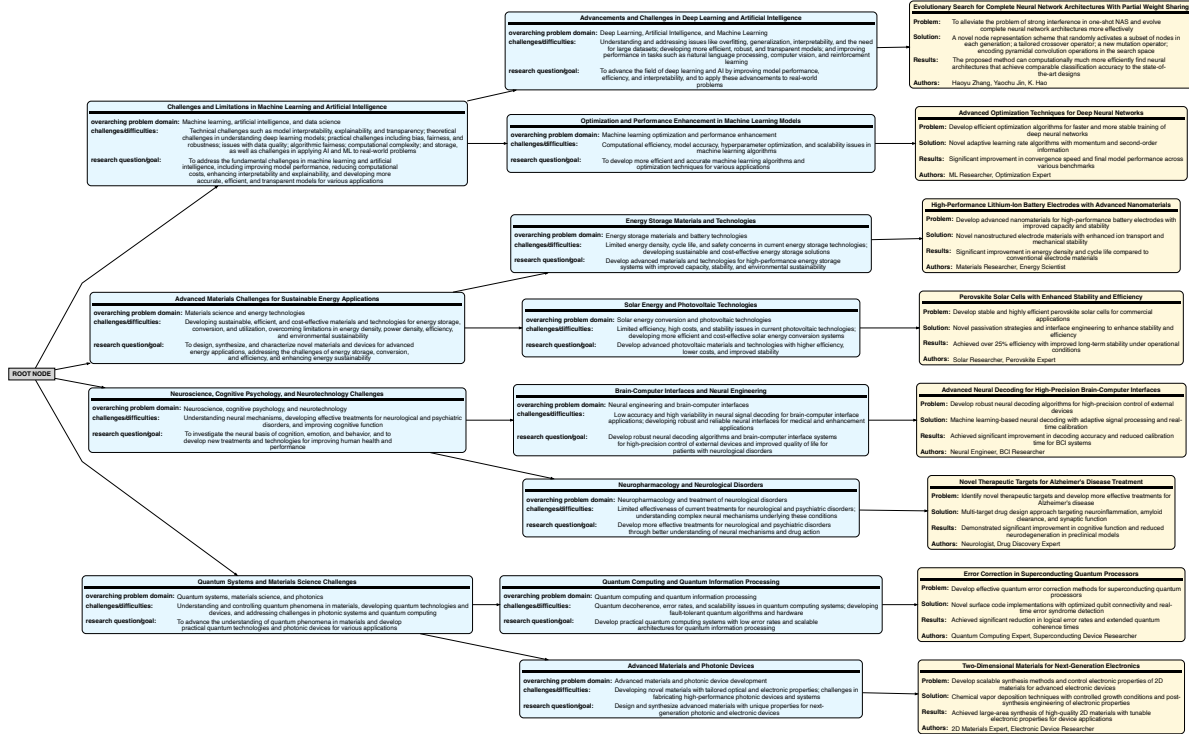 ROOT NODE
Challenges and Limitations in Machine Learning and Artificial Intelligence
overarching problem domain: Machine learning, artificial intelligence, and data science
challenges/difficulties: Technical challenges such as model interpretability, explainability, and transparency; theoretical
challenges in understanding deep learning models; practical challenges including bias, fairness, and
robustness; issues with data quality; algorithmic fairness; computational complexity; and storage,
as well as challenges in applying AI and ML to real-world problems
research question/goal: To address the fundamental challenges in machine learning and artificial
intelligence, including improving model performance, reducing computational
costs, enhancing interpretability and explainability, and developing more
accurate, efficient, and transparent models for various applications
Advancements and Challenges in Deep Learning and Artificial Intelligence
overarching problem domain: Deep Learning, Artificial Intelligence, and Machine Learning
challenges/difficulties: Understanding and addressing issues like overfitting, generalization, interpretability, and the need
for large datasets; developing more efficient, robust, and transparent models; and improving
performance in tasks such as natural language processing, computer vision, and reinforcement
learning
research question/goal: To advance the field of deep learning and AI by improving model performance,
efficiency, and interpretability, and to apply these advancements to real-world
problems
Evolutionary Search for Complete Neural Network Architectures With Partial Weight Sharing
Problem: To alleviate the problem of strong interference in one-shot NAS and evolve
complete neural network architectures more effectively
Solution: A novel node representation scheme that randomly activates a subset of nodes in
each generation; a tailored crossover operator; a new mutation operator;
encoding pyramidal convolution operations in the search space
Results: The proposed method can computationally much more efficiently find neural
architectures that achieve comparable classification accuracy to the state-of-
the-art designs
Authors: Haoyu Zhang, Yaochu Jin, K. Hao
Optimization and Performance Enhancement in Machine Learning Models
overarching problem domain: Machine learning optimization and performance enhancement
challenges/difficulties: Computational efficiency, model accuracy, hyperparameter optimization, and scalability issues in
machine learning algorithms
research question/goal: To develop more efficient and accurate machine learning algorithms and
optimization techniques for various applications
Advanced Optimization Techniques for Deep Neural Networks
Problem: Develop efficient optimization algorithms for faster and more stable training of
deep neural networks
Solution: Novel adaptive learning rate algorithms with momentum and second-order
information
Results: Significant improvement in convergence speed and final model performance across
various benchmarks
Authors: ML Researcher, Optimization Expert
Advanced Materials Challenges for Sustainable Energy Applications
overarching problem domain: Materials science and energy technologies
challenges/difficulties: Developing sustainable, efficient, and cost-effective materials and technologies for energy storage,
conversion, and utilization, overcoming limitations in energy density, power density, efficiency,
and environmental sustainability
research question/goal: To design, synthesize, and characterize novel materials and devices for advanced
energy applications, addressing the challenges of energy storage, conversion,
and efficiency, and enhancing energy sustainability
Energy Storage Materials and Technologies
overarching problem domain: Energy storage materials and battery technologies
challenges/difficulties: Limited energy density, cycle life, and safety concerns in current energy storage technologies;
developing sustainable and cost-effective energy storage solutions
research question/goal: Develop advanced materials and technologies for high-performance energy storage
systems with improved capacity, stability, and environmental sustainability
High-Performance Lithium-Ion Battery Electrodes with Advanced Nanomaterials
Problem: Develop advanced nanomaterials for high-performance battery electrodes with
improved capacity and stability
Solution: Novel nanostructured electrode materials with enhanced ion transport and
mechanical stability
Results: Significant improvement in energy density and cycle life compared to
conventional electrode materials
Authors: Materials Researcher, Energy Scientist
Solar Energy and Photovoltaic Technologies
overarching problem domain: Solar energy conversion and photovoltaic technologies
challenges/difficulties: Limited efficiency, high costs, and stability issues in current photovoltaic technologies;
developing more efficient and cost-effective solar energy conversion systems
research question/goal: Develop advanced photovoltaic materials and technologies with higher efficiency,
lower costs, and improved stability
Perovskite Solar Cells with Enhanced Stability and Efficiency
Problem: Develop stable and highly efficient perovskite solar cells for commercial
applications
Solution: Novel passivation strategies and interface engineering to enhance stability and
efficiency
Results: Achieved over 25% efficiency with improved long-term stability under operational
conditions
Authors: Solar Researcher, Perovskite Expert
Neuroscience, Cognitive Psychology, and Neurotechnology Challenges
overarching problem domain: Neuroscience, cognitive psychology, and neurotechnology
challenges/difficulties: Understanding neural mechanisms, developing effective treatments for neurological and psychiatric
disorders, and improving cognitive function
research question/goal: To investigate the neural basis of cognition, emotion, and behavior, and to
develop new treatments and technologies for improving human health and
performance
Brain-Computer Interfaces and Neural Engineering
overarching problem domain: Neural engineering and brain-computer interfaces
challenges/difficulties: Low accuracy and high variability in neural signal decoding for brain-computer interface
applications; developing robust and reliable neural interfaces for medical and enhancement
applications
research question/goal: Develop robust neural decoding algorithms and brain-computer interface systems
for high-precision control of external devices and improved quality of life for
patients with neurological disorders
Advanced Neural Decoding for High-Precision Brain-Computer Interfaces
Problem: Develop robust neural decoding algorithms for high-precision control of external
devices
Solution: Machine learning-based neural decoding with adaptive signal processing and real-
time calibration
Results: Achieved significant improvement in decoding accuracy and reduced calibration
time for BCI systems
Authors: Neural Engineer, BCI Researcher
Neuropharmacology and Neurological Disorders
overarching problem domain: Neuropharmacology and treatment of neurological disorders
challenges/difficulties: Limited effectiveness of current treatments for neurological and psychiatric disorders;
understanding complex neural mechanisms underlying these conditions
research question/goal: Develop more effective treatments for neurological and psychiatric disorders
through better understanding of neural mechanisms and drug action
Novel Therapeutic Targets for Alzheimer's Disease Treatment
Problem: Identify novel therapeutic targets and develop more effective treatments for
Alzheimer's disease
Solution: Multi-target drug design approach targeting neuroinflammation, amyloid
clearance, and synaptic function
Results: Demonstrated significant improvement in cognitive function and reduced
neurodegeneration in preclinical models
Authors: Neurologist, Drug Discovery Expert
Quantum Systems and Materials Science Challenges
overarching problem domain: Quantum systems, materials science, and photonics
challenges/difficulties: Understanding and controlling quantum phenomena in materials, developing quantum technologies and
devices, and addressing challenges in photonic systems and quantum computing
research question/goal: To advance the understanding of quantum phenomena in materials and develop
practical quantum technologies and photonic devices for various applications
Quantum Computing and Quantum Information Processing
overarching problem domain: Quantum computing and quantum information processing
challenges/difficulties: Quantum decoherence, error rates, and scalability issues in quantum computing systems; developing
fault-tolerant quantum algorithms and hardware
research question/goal: Develop practical quantum computing systems with low error rates and scalable
architectures for quantum information processing
Error Correction in Superconducting Quantum Processors
Problem: Develop effective quantum error correction methods for superconducting quantum
processors
Solution: Novel surface code implementations with optimized qubit connectivity and real-
time error syndrome detection
Results: Achieved significant reduction in logical error rates and extended quantum
coherence times
Authors: Quantum Computing Expert, Superconducting Device Researcher
Advanced Materials and Photonic Devices
overarching problem domain: Advanced materials and photonic device development
challenges/difficulties: Developing novel materials with tailored optical and electronic properties; challenges in
fabricating high-performance photonic devices and systems
research question/goal: Design and synthesize advanced materials with unique properties for next-
generation photonic and electronic devices
Two-Dimensional Materials for Next-Generation Electronics
Problem: Develop scalable synthesis methods and control electronic properties of 2D
materials for advanced electronic devices
Solution: Chemical vapor deposition techniques with controlled growth conditions and post-
synthesis engineering of electronic properties
Results: Achieved large-area synthesis of high-quality 2D materials with tunable
electronic properties for device applications
Authors: 2D Materials Expert, Electronic Device Researcher